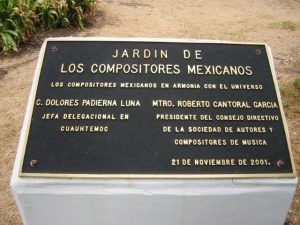 JARDIN DE
LOS COMPOSITORES MEXICANOS
LOS COMPOSITORES MEXICANOS EN ARMONIA CON EL UNIVERSO
C. DOLORES PADIERNA LUNA
JEFA DELEGACIONAL EN
CUAUHTEMOC
MTRO. ROBERTO CANTORAL GARCIA
PRESIDENTE DEL CONSEJO DIRECTIVO
DE LA SOCIEDAD DE AUTORES Y
COMPOSITORES DE MUSICA
21 DE NOVIEMBRE DE 2001.